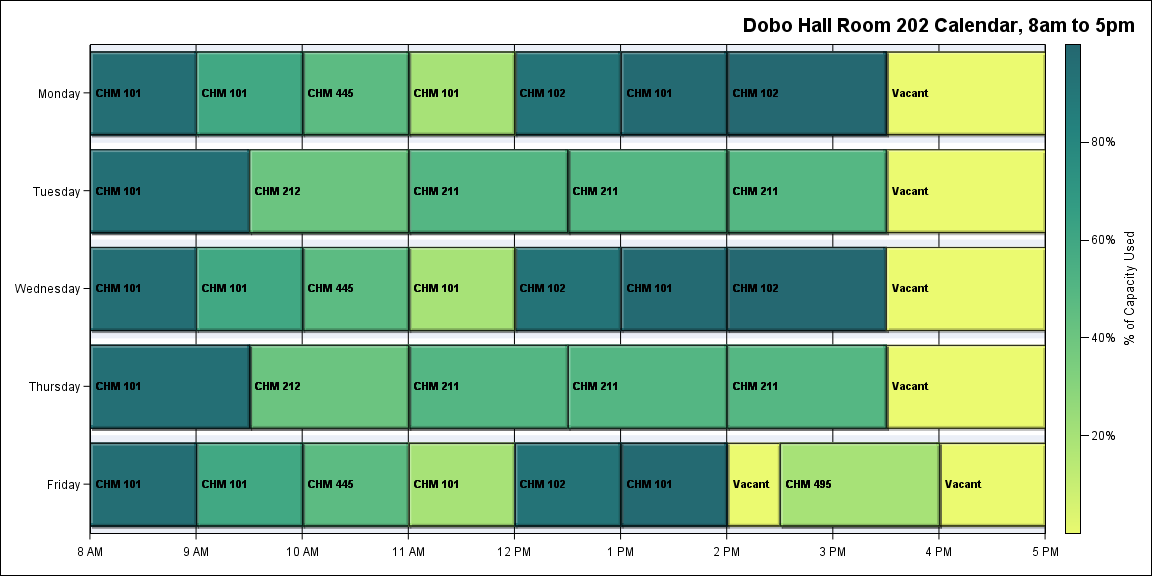 Dobo Hall Room 202 Calendar, 8am to 5pm
Monday CHM 101 CHM 101 CHM 445 CHM 101 CHM 102 CHM 101 CHM 102 Vacant
Tuesday CHM 101 CHM 212 CHM 211 CHM 211 CHM 211 Vacant
Wednesday CHM 101 CHM 101 CHM 445 CHM 101 CHM 102 CHM 101 CHM 102 Vacant
Thursday CHM 101 CHM 212 CHM 211 CHM 211 CHM 211 Vacant
Friday CHM 101 CHM 101 CHM 445 CHM 101 CHM 102 CHM 101 Vacant CHM 495 Vacant
8 AM 9 AM 10 AM 11 AM 12 PM 1 PM 2 PM 3 PM 4 PM 5 PM
80%
60%
40%
20%
% of Capacity Used